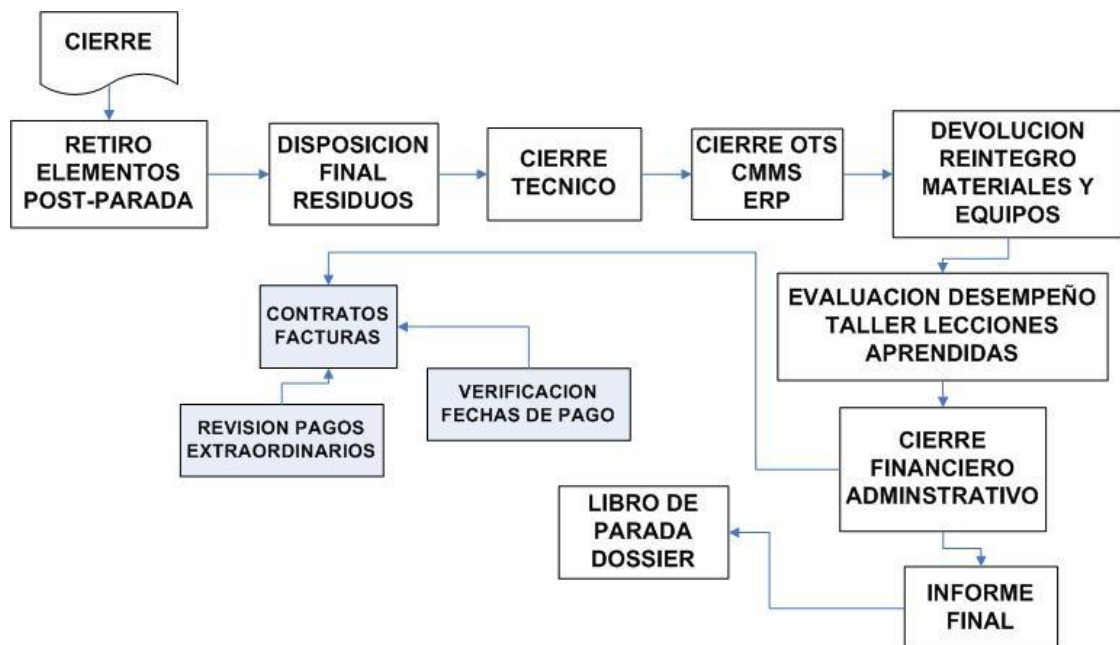 CIERRE
RETIRO
ELEMENTOS
POST-PARADA
DISPOSICION
FINAL
RESIDUOS
CIERRE
TECNICO
CIERRE OTS
CMMS
ERP
DEVOLUCION
REINTEGRO
MATERIALES Y
EQUIPOS
EVALUACION DESEMPEÑO
TALLER LECCIONES
APRENDIDAS
CONTRATOS
FACTURAS
VERIFICACION
FECHAS DE PAGO
REVISION PAGOS
EXTRAORDINARIOS
CIERRE
FINANCIERO
ADMINSTRATIVO
LIBRO DE
PARADA
DOSSIER
INFORME
FINAL